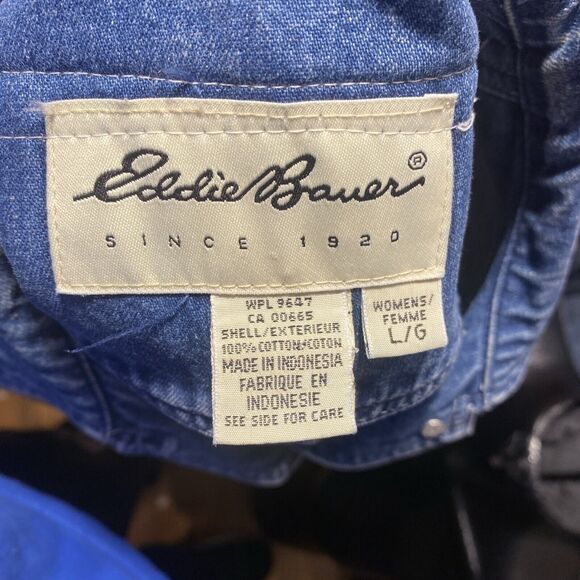 Eddie Bauer®
SINCE 1920
WPL 9647
CA 00665
SHELL/EXTERIEUR
100% COTTON/COTON
MADE IN INDONESIA
FABRIQUE EN
INDONESIE
SEE SIDE FOR CARE
WOMENS/
FEMME
L/G